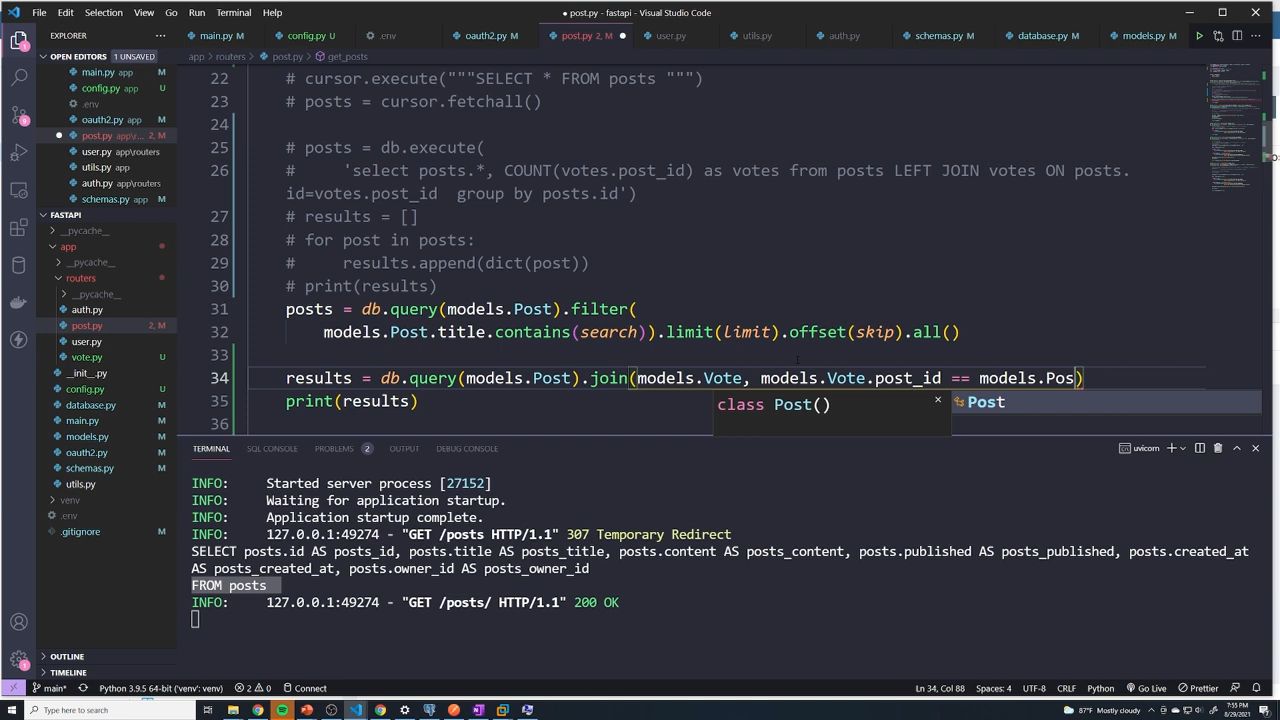 File Edit Selection View Go Run Terminal Help
● post.py - fastapi - Visual Studio Code
EXPLORER ···
main.py M config.py U .env oauth2.py M post.py 2, M ● user.py utils.py auth.py schemas.py M database.py M models.py M
OPEN EDITORS 1 UNSAVED
app > routers > post.py > get_posts
main.py app M
config.py app U
.env
oauth2.py app M
post.py app\r... 2, M
user.py app\routers
utils.py app
auth.py app\routers
schemas.py app M
FASTAPI
__pycache__
app
__pycache__
routers
__pycache__
auth.py
post.py 2, M
user.py
vote.py U
__init__.py
config.py U
database.py M
main.py M
models.py M
oauth2.py M
schemas.py M
utils.py
venv
.env
.gitignore U
OUTLINE
TIMELINE
22 # cursor.execute("""SELECT * FROM posts """)
23 # posts = cursor.fetchall()
24
25 # posts = db.execute(
26 # 'select posts.*, COUNT(votes.post_id) as votes from posts LEFT JOIN votes ON posts.
id=votes.post_id group by posts.id')
27 # results = []
28 # for post in posts:
29 # results.append(dict(post))
30 # print(results)
31 posts = db.query(models.Post).filter(
32 models.Post.title.contains(search)).limit(limit).offset(skip).all()
33
34 results = db.query(models.Post).join(models.Vote, models.Vote.post_id == models.Pos)
35 print(results)
class Post() × Post
36
TERMINAL SQL CONSOLE PROBLEMS 2 OUTPUT DEBUG CONSOLE uvicorn
INFO: Started server process [27152]
INFO: Waiting for application startup.
INFO: Application startup complete.
INFO: 127.0.0.1:49274 - "GET /posts HTTP/1.1" 307 Temporary Redirect
SELECT posts.id AS posts_id, posts.title AS posts_title, posts.content AS posts_content, posts.published AS posts_published, posts.created_at
AS posts_created_at, posts.owner_id AS posts_owner_id
FROM posts
INFO: 127.0.0.1:49274 - "GET /posts/ HTTP/1.1" 200 OK
main* Python 3.9.5 64-bit ('venv': venv) 2 0 Connect Ln 34, Col 88 Spaces: 4 UTF-8 CRLF Python Go Live Prettier
Type here to search 87°F Mostly cloudy 7:55 PM
8/29/2021